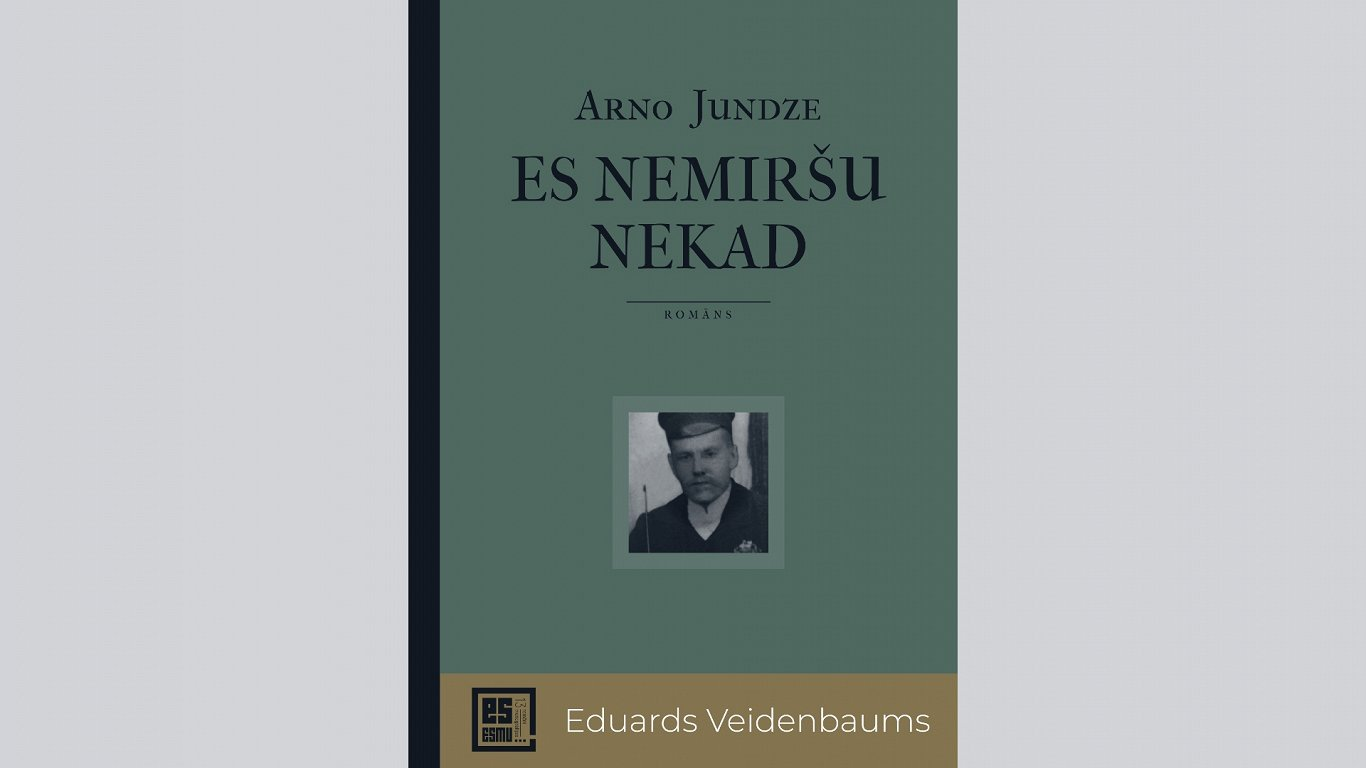 Arno Jundze
ES NEMIRŠU
NEKAD
ROMĀNS
es
esmu
Eduards Veidenbaums